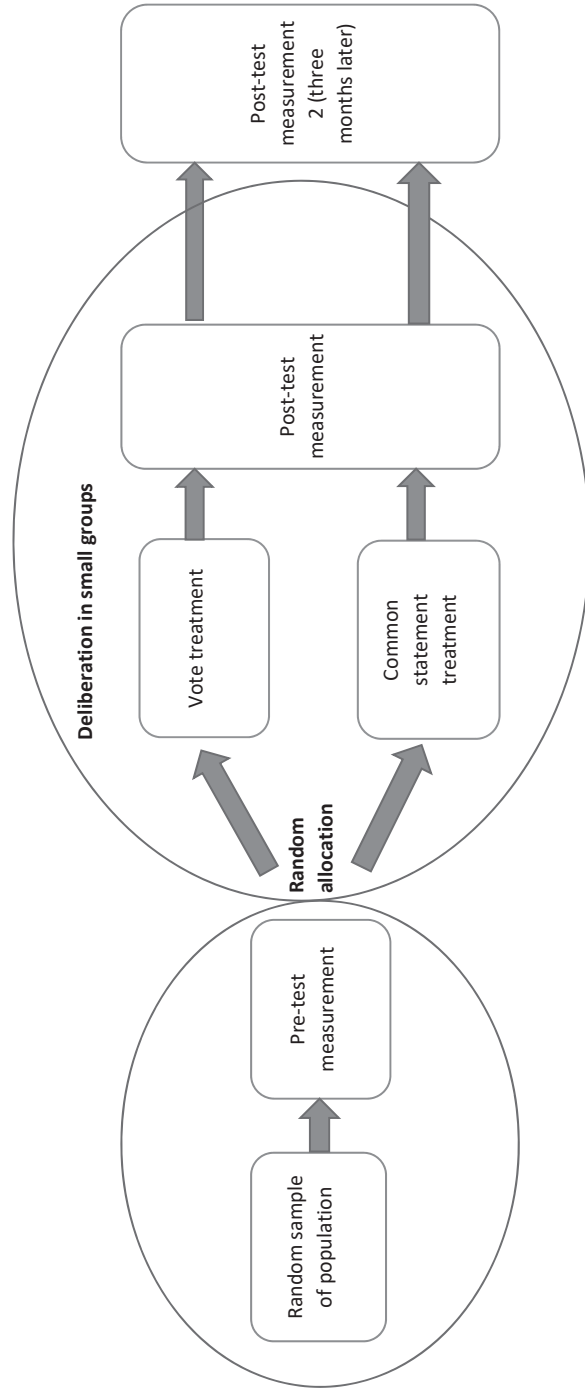 Random sample
of population
Pre-test
measurement
Random
allocation
Deliberation in small groups
Vote treatment
Common
statement
treatment
Post-test
measurement
Post-test
measurement
2 (three
months later)